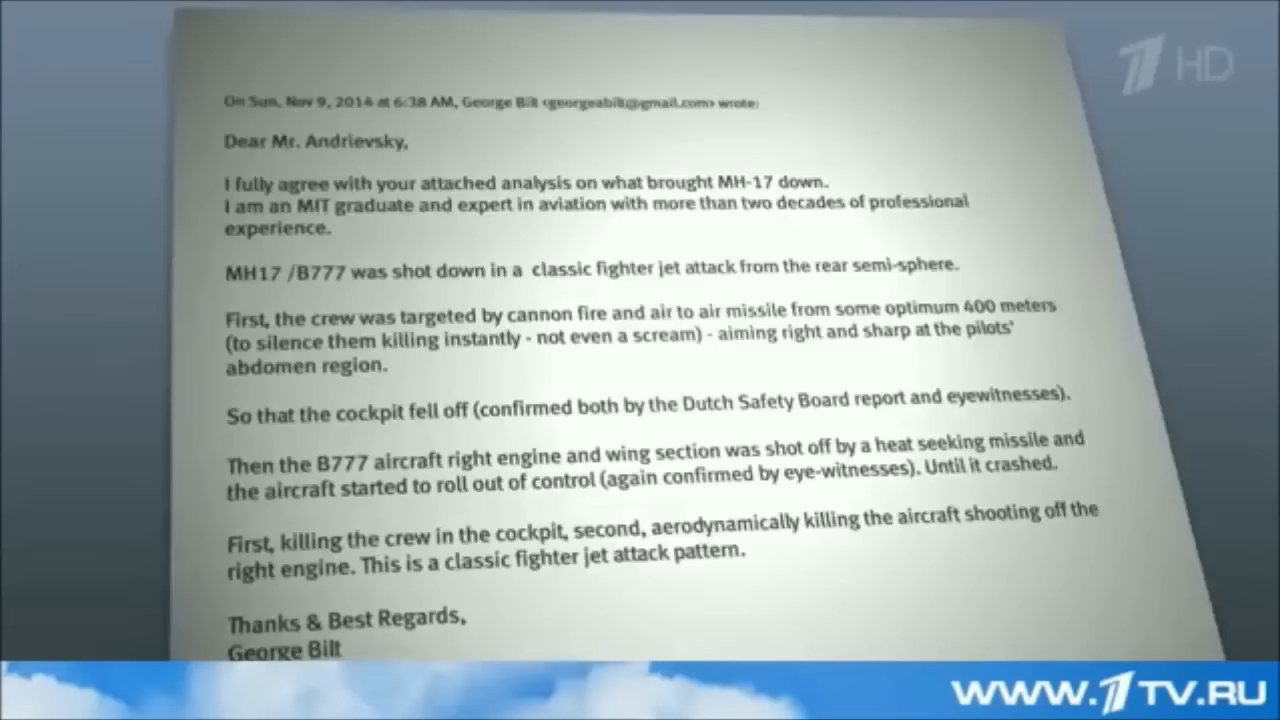 1 HD
On Sun, Nov 9, 2014 at 6:38 AM, George Bilt <georgeabilt@gmail.com> wrote:
Dear Mr. Andrievsky,
I fully agree with your attached analysis on what brought MH-17 down.
I am an MIT graduate and expert in aviation with more than two decades of professional
experience.
MH17 /B777 was shot down in a classic fighter jet attack from the rear semi-sphere.
First, the crew was targeted by cannon fire and air to air missile from some optimum 400 meters
(to silence them killing instantly - not even a scream) - aiming right and sharp at the pilots'
abdomen region.
So that the cockpit fell off (confirmed both by the Dutch Safety Board report and eyewitnesses).
Then the B777 aircraft right engine and wing section was shot off by a heat seeking missile and
the aircraft started to roll out of control (again confirmed by eye-witnesses). Until it crashed.
First, killing the crew in the cockpit, second, aerodynamically killing the aircraft shooting off the
right engine. This is a classic fighter jet attack pattern.
Thanks & Best Regards,
George Bilt
WWW.1TV.RU